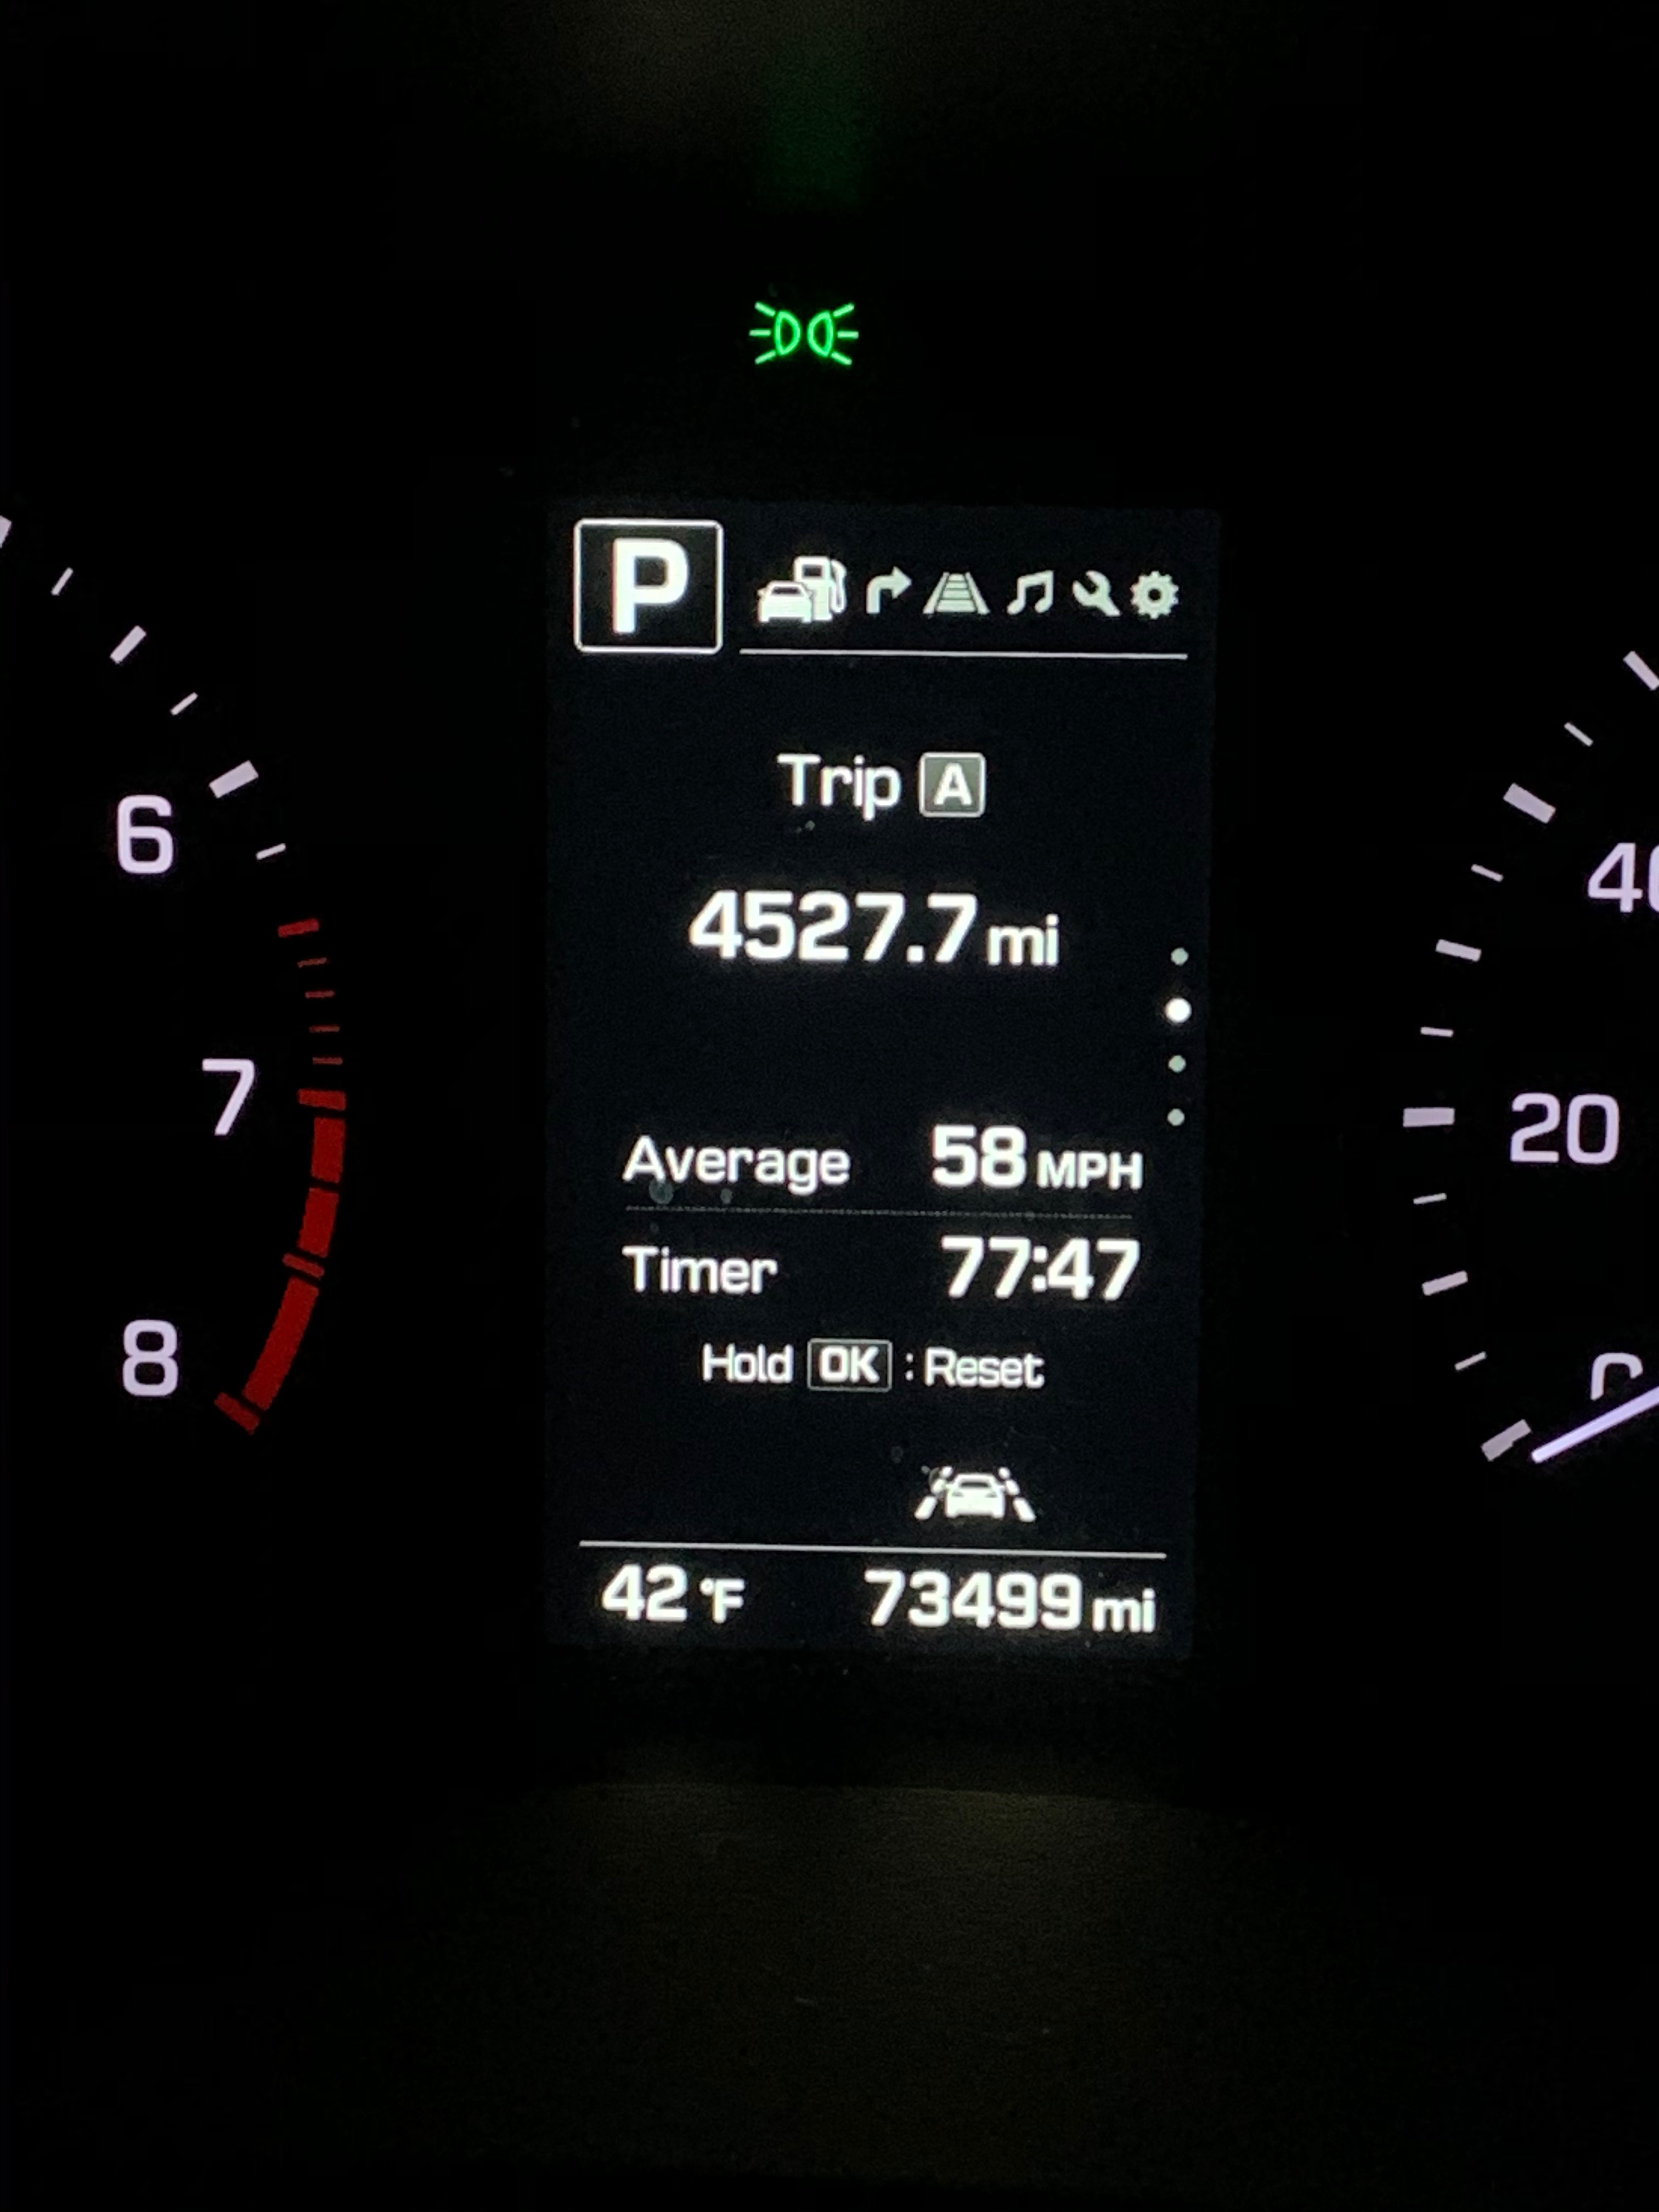 P
Trip A
4527.7 mi
Average 58 MPH
Timer 77:47
Hold OK : Reset
42 °F 73499 mi
6
7
8
40
20
0